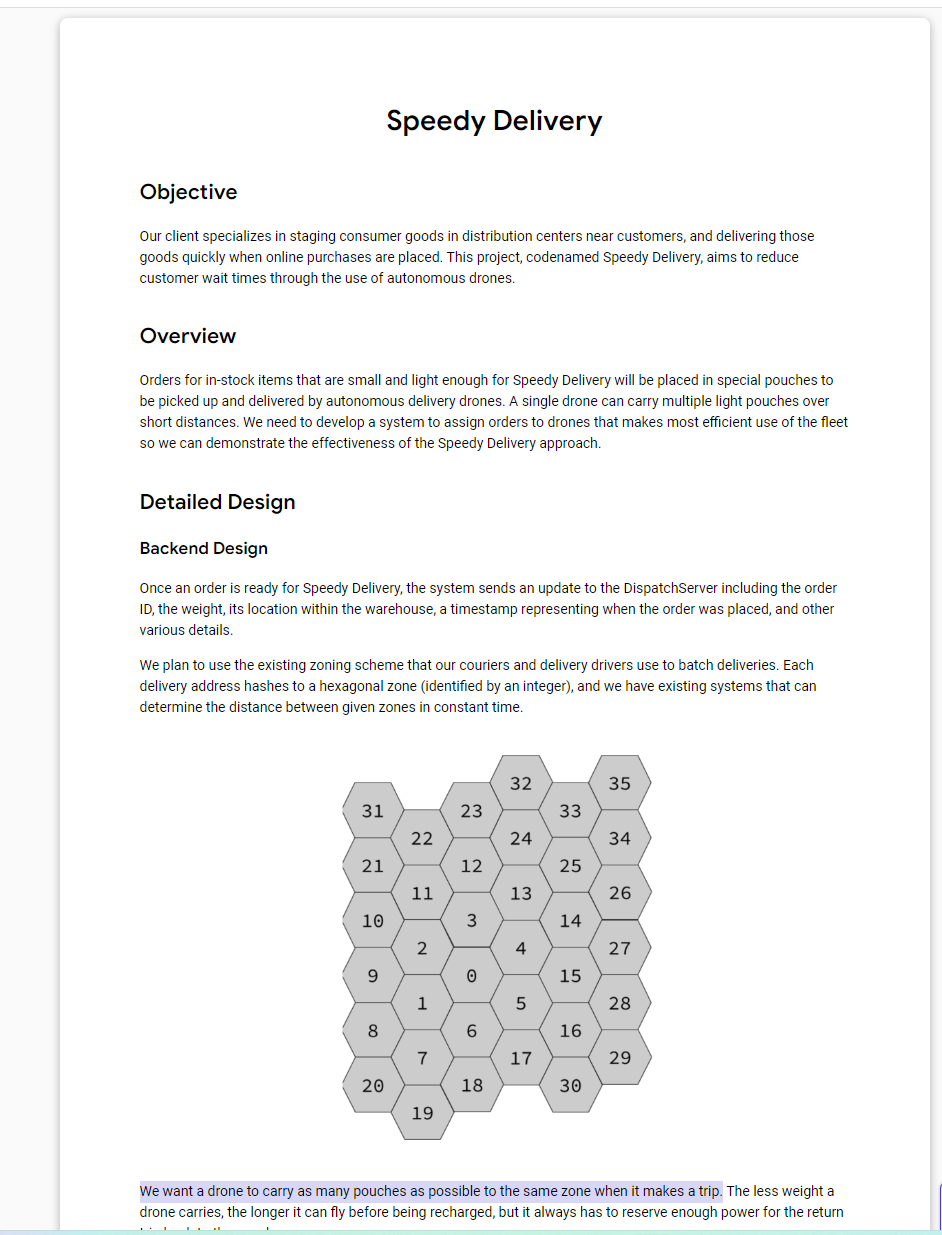 Speedy Delivery
Objective
Our client specializes in staging consumer goods in distribution centers near customers, and delivering those
goods quickly when online purchases are placed. This project, codenamed Speedy Delivery, aims to reduce
customer wait times through the use of autonomous drones.
Overview
Orders for in-stock items that are small and light enough for Speedy Delivery will be placed in special pouches to
be picked up and delivered by autonomous delivery drones. A single drone can carry multiple light pouches over
short distances. We need to develop a system to assign orders to drones that makes most efficient use of the fleet
so we can demonstrate the effectiveness of the Speedy Delivery approach.
Detailed Design
Backend Design
Once an order is ready for Speedy Delivery, the system sends an update to the DispatchServer including the order
ID, the weight, its location within the warehouse, a timestamp representing when the order was placed, and other
various details.
We plan to use the existing zoning scheme that our couriers and delivery drivers use to batch deliveries. Each
delivery address hashes to a hexagonal zone (identified by an integer), and we have existing systems that can
determine the distance between given zones in constant time.
32 35
31 23 33
22 24 34
21 12 25
11 13 26
10 3 14
2 4 27
9 0 15
1 5 28
8 6 16
7 17 29
20 18 30
19
We want a drone to carry as many pouches as possible to the same zone when it makes a trip. The less weight a
drone carries, the longer it can fly before being recharged, but it always has to reserve enough power for the return